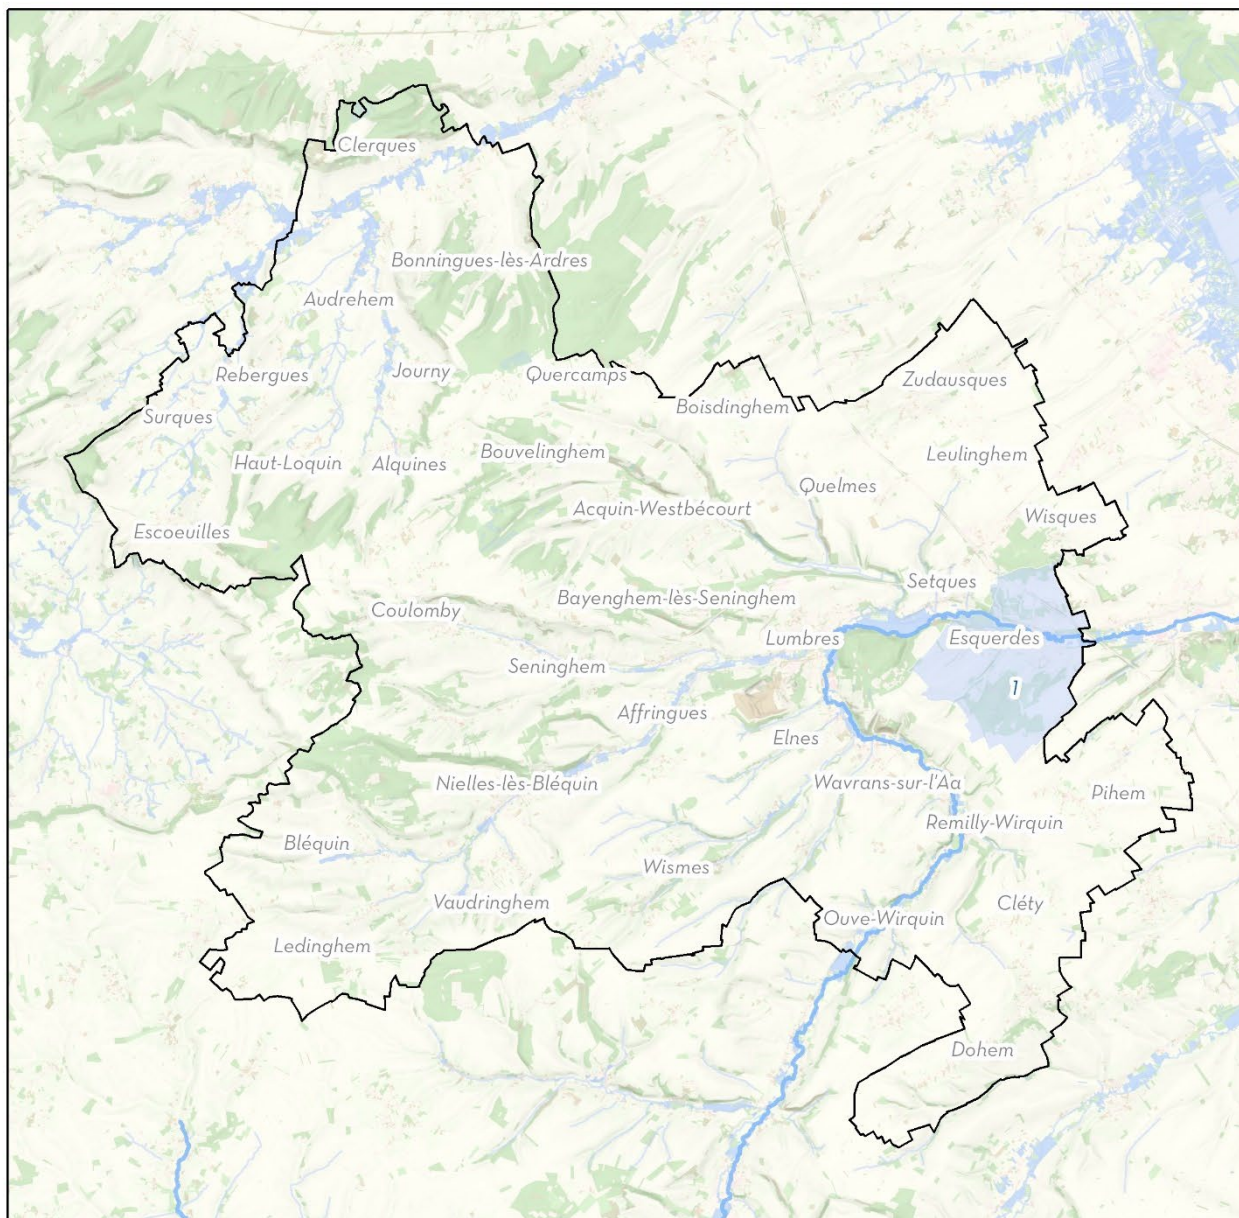 Clerques
Bonningues-lès-Ardres
Audrehem
Rebergues
Journy
Quercamps
Zudausques
Boisdinghem
Surques
Bouvelinghem
Leulinghem
Haut-Loquin
Alquines
Quelmes
Acquin-Westbécourt
Wisques
Escoeuilles
Setques
Bayenghem-lès-Seninghem
Coulomby
Lumbres
Esquerdes
Seninghem
1
Affringues
Elnes
Nielles-lès-Bléquin
Wavrans-sur-l'Aa
Pihem
Remilly-Wirquin
Bléquin
Wismes
Vaudringhem
Cléty
Ouve-Wirquin
Ledinghem
Dohem